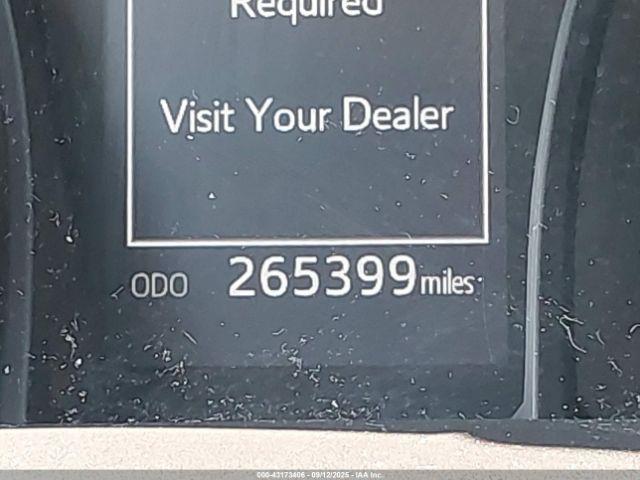 Required
Visit Your Dealer
ODO 265399 miles
000-43173406 - 09/12/2025 - IAA Inc.